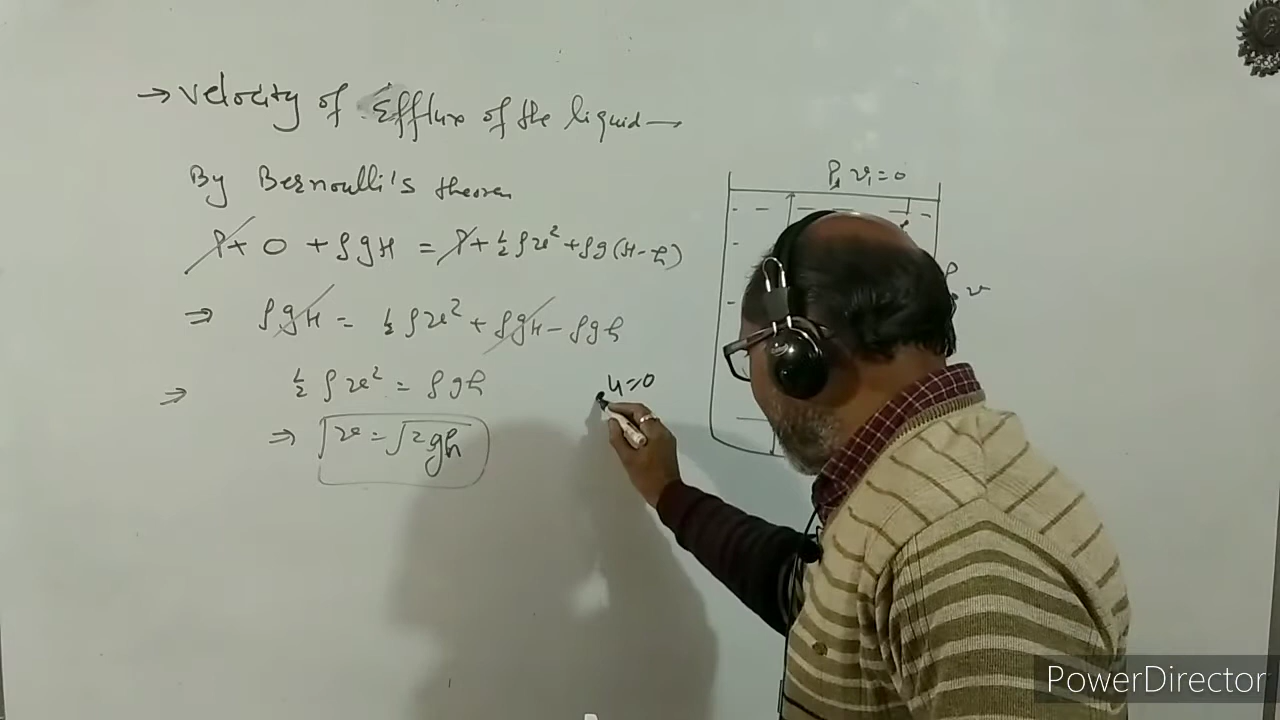 → Velocity of Efflux of the liquid —
By Bernoulli's theorem
P + 0 + ρgH = P + ½ρv² + ρg(H-h)
⇒ ρgH = ½ρv² + ρgH - ρgh
⇒ ½ρv² = ρgh
⇒ v = √2gh
P, v₁ = 0
P
v
u = 0
PowerDirector